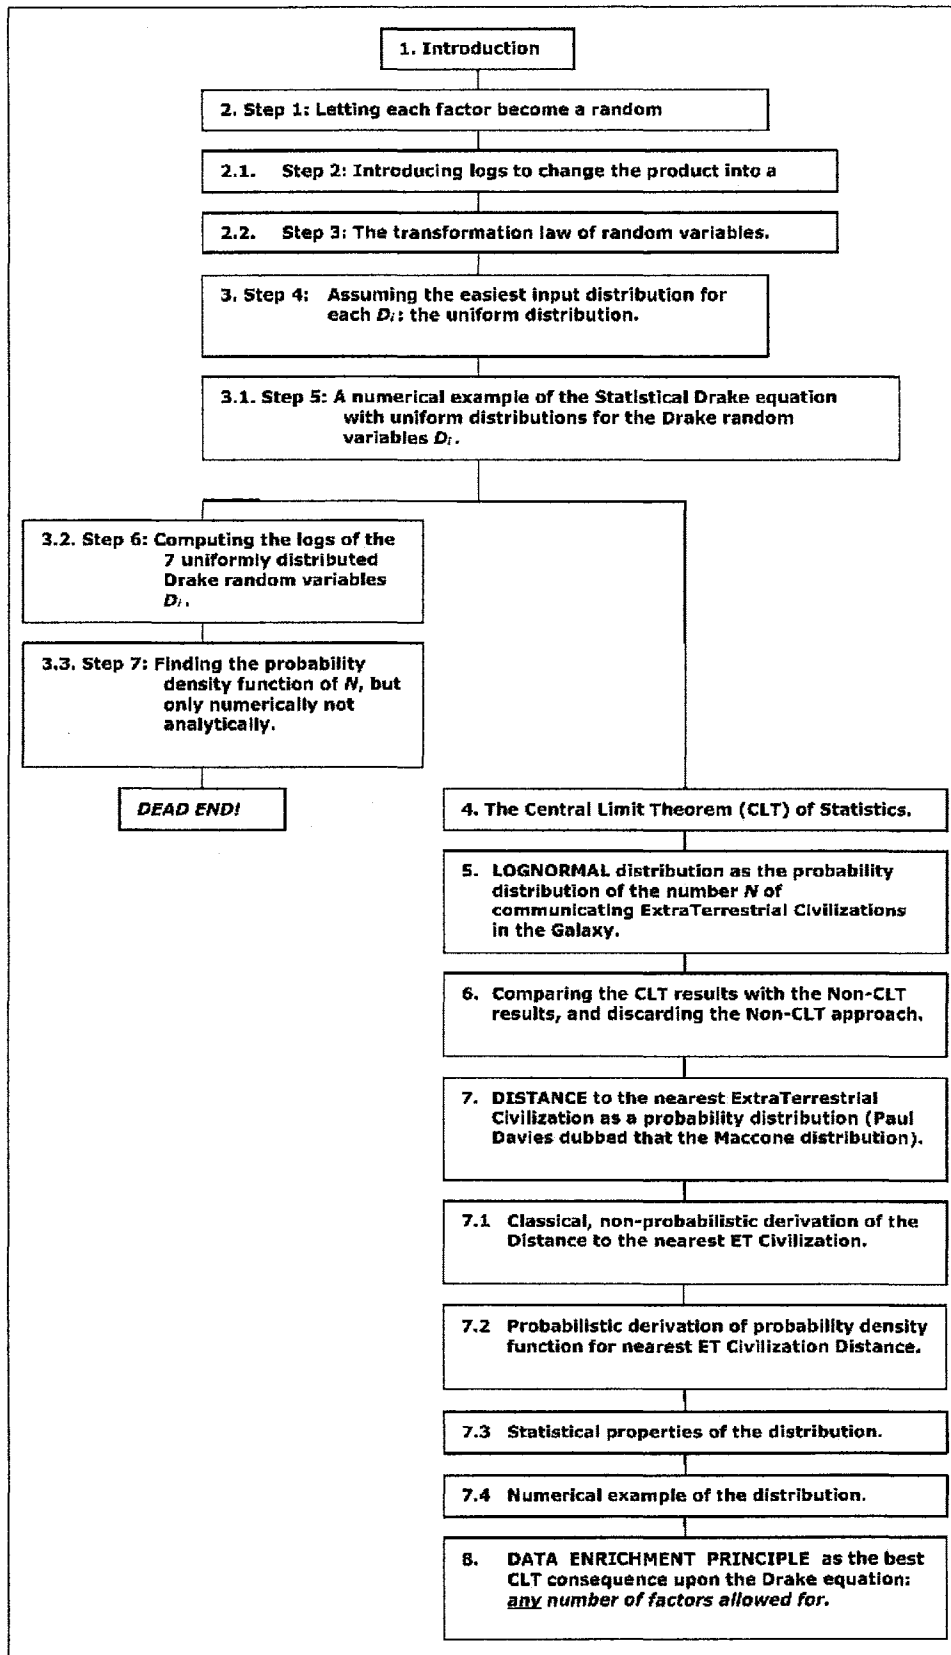 1. Introduction
2. Step 1: Letting each factor become a random
2.1. Step 2: Introducing logs to change the product into a
2.2. Step 3: The transformation law of random variables.
3. Step 4: Assuming the easiest input distribution for
each Di: the uniform distribution.
3.1. Step 5: A numerical example of the Statistical Drake equation
with uniform distributions for the Drake random
variables Di.
3.2. Step 6: Computing the logs of the
7 uniformly distributed
Drake random variables
Di.
3.3. Step 7: Finding the probability
density function of N, but
only numerically not
analytically.
DEAD END!
4. The Central Limit Theorem (CLT) of Statistics.
5. LOGNORMAL distribution as the probability
distribution of the number N of
communicating ExtraTerrestrial Civilizations
in the Galaxy.
6. Comparing the CLT results with the Non-CLT
results, and discarding the Non-CLT approach.
7. DISTANCE to the nearest ExtraTerrestrial
Civilization as a probability distribution (Paul
Davies dubbed that the Maccone distribution).
7.1 Classical, non-probabilistic derivation of the
Distance to the nearest ET Civilization.
7.2 Probabilistic derivation of probability density
function for nearest ET Civilization Distance.
7.3 Statistical properties of the distribution.
7.4 Numerical example of the distribution.
8. DATA ENRICHMENT PRINCIPLE as the best
CLT consequence upon the Drake equation:
any number of factors allowed for.